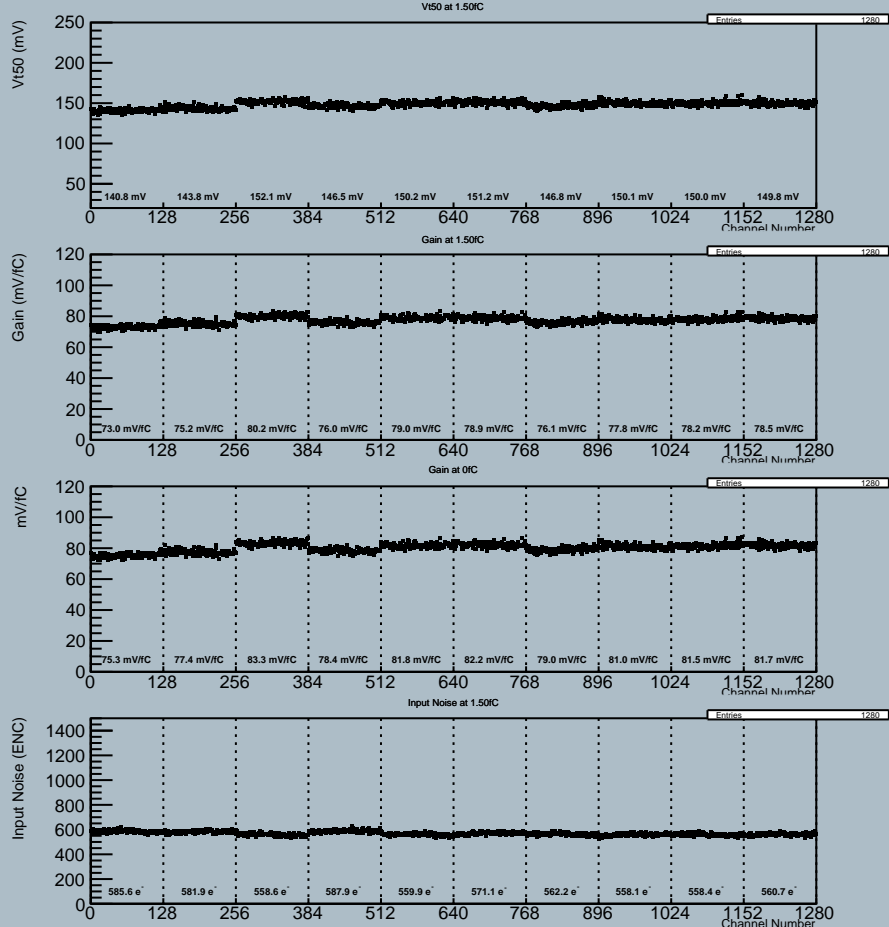 Vt50 at 1.50fC
Entries 1280
Vt50 (mV)
250
200
150
100
50
140.8 mV 143.8 mV 152.1 mV 146.5 mV 150.2 mV 151.2 mV 146.8 mV 150.1 mV 150.0 mV 149.8 mV
0 128 256 384 512 640 768 896 1024 1152 1280
Channel Number
Gain at 1.50fC
Entries 1280
Gain (mV/fC)
120
100
80
60
40
20
0
73.0 mV/fC 75.2 mV/fC 80.2 mV/fC 76.0 mV/fC 79.0 mV/fC 78.9 mV/fC 76.1 mV/fC 77.8 mV/fC 78.2 mV/fC 78.5 mV/fC
0 128 256 384 512 640 768 896 1024 1152 1280
Channel Number
Gain at 0fC
Entries 1280
mV/fC
120
100
80
60
40
20
0
75.3 mV/fC 77.4 mV/fC 83.3 mV/fC 78.4 mV/fC 81.8 mV/fC 82.2 mV/fC 79.0 mV/fC 81.0 mV/fC 81.5 mV/fC 81.7 mV/fC
0 128 256 384 512 640 768 896 1024 1152 1280
Channel Number
Input Noise at 1.50fC
Entries 1280
Input Noise (ENC)
1400
1200
1000
800
600
400
200
0
585.6 e⁻ 581.9 e⁻ 558.6 e⁻ 587.9 e⁻ 559.9 e⁻ 571.1 e⁻ 562.2 e⁻ 558.1 e⁻ 558.4 e⁻ 560.7 e⁻
0 128 256 384 512 640 768 896 1024 1152 1280
Channel Number